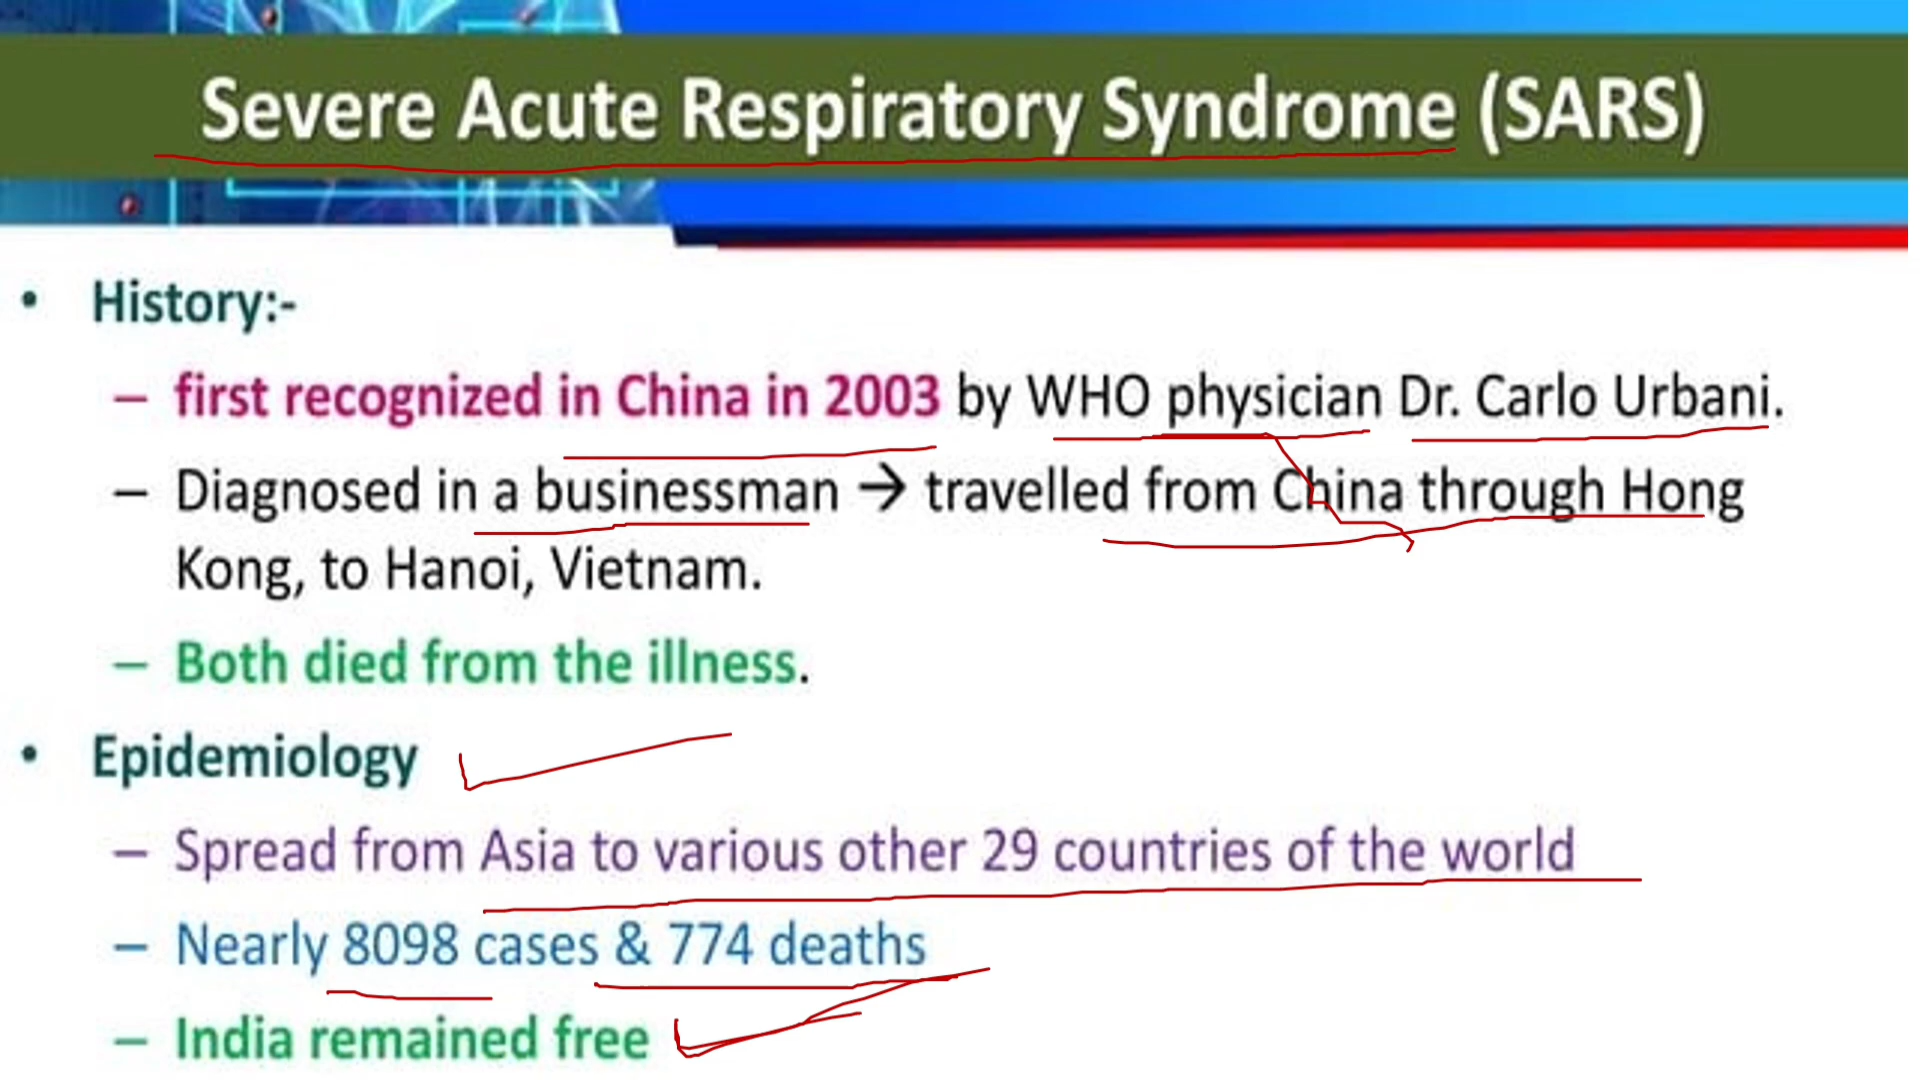 Severe Acute Respiratory Syndrome (SARS)
• History:-
– first recognized in China in 2003 by WHO physician Dr. Carlo Urbani.
– Diagnosed in a businessman → travelled from China through Hong
Kong, to Hanoi, Vietnam.
– Both died from the illness.
• Epidemiology
– Spread from Asia to various other 29 countries of the world
– Nearly 8098 cases & 774 deaths
– India remained free